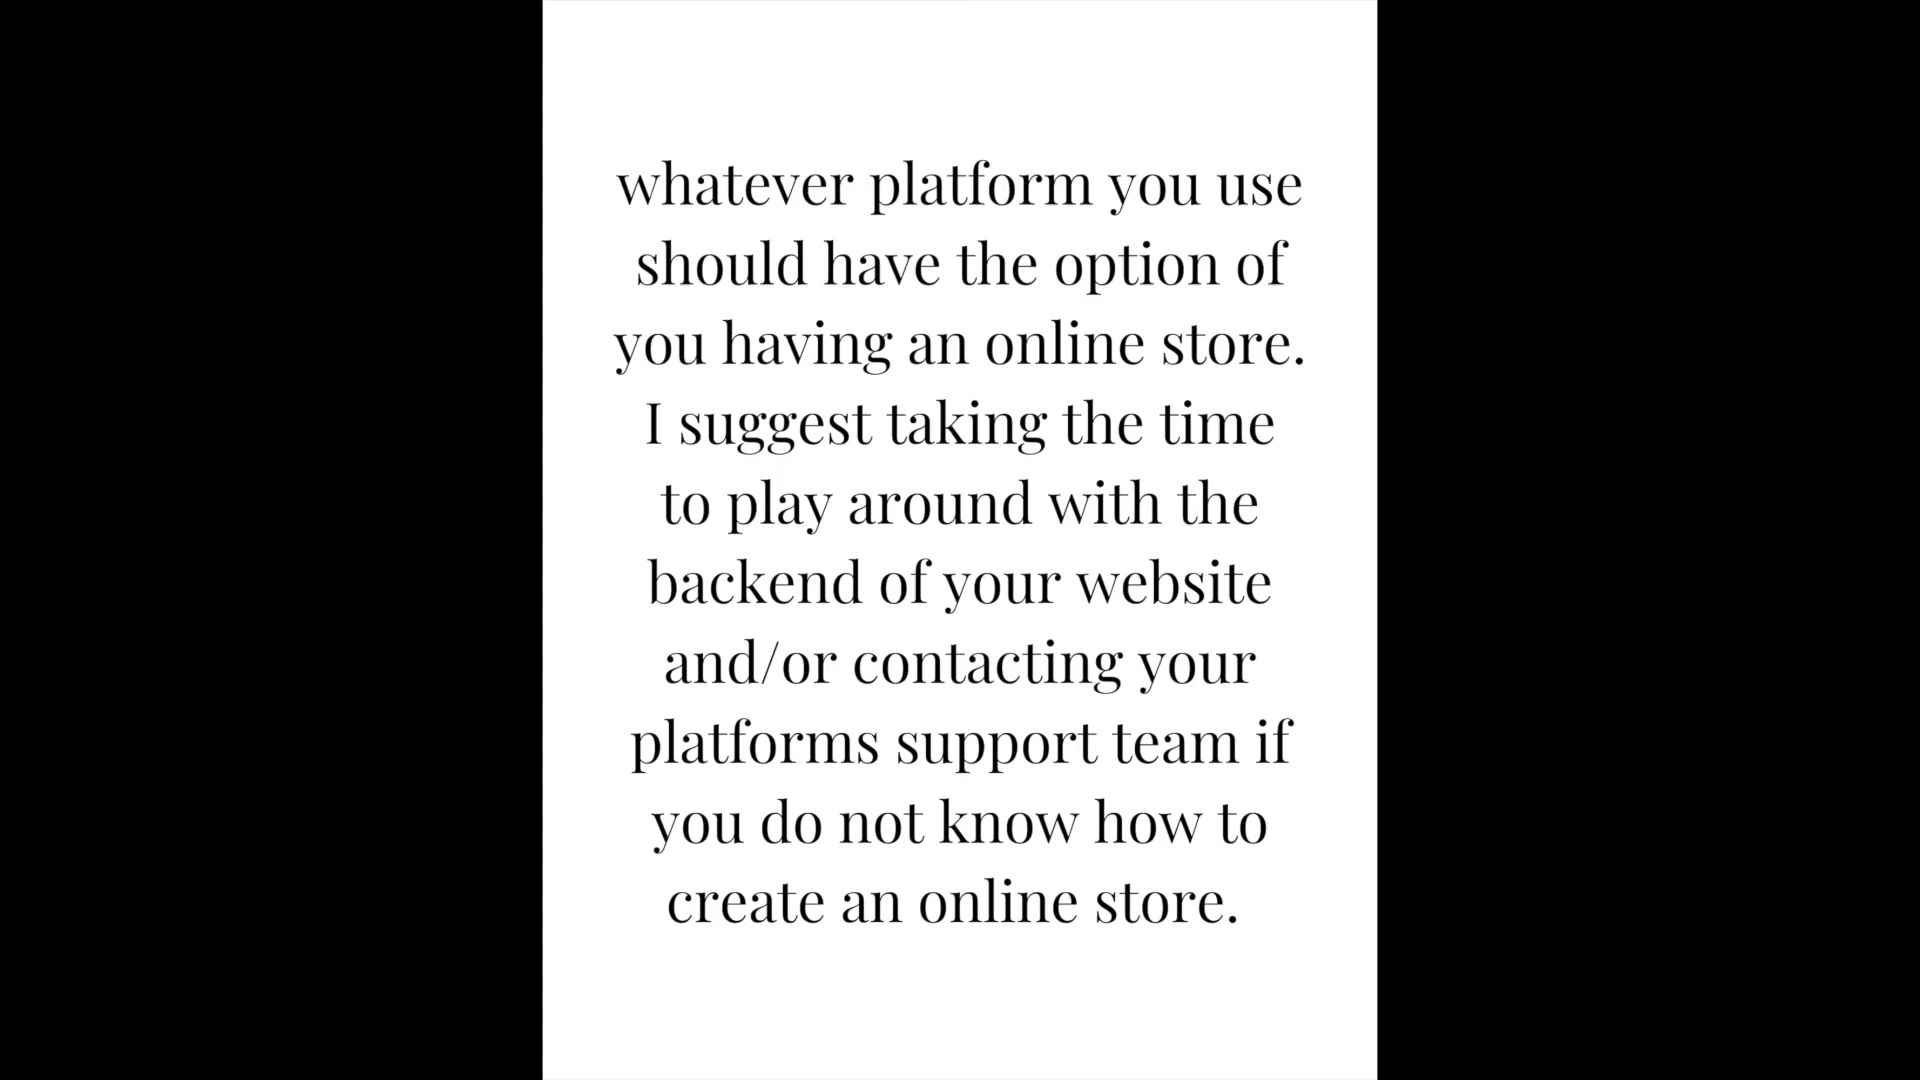 whatever platform you use
should have the option of
you having an online store.
I suggest taking the time
to play around with the
backend of your website
and/or contacting your
platforms support team if
you do not know how to
create an online store.